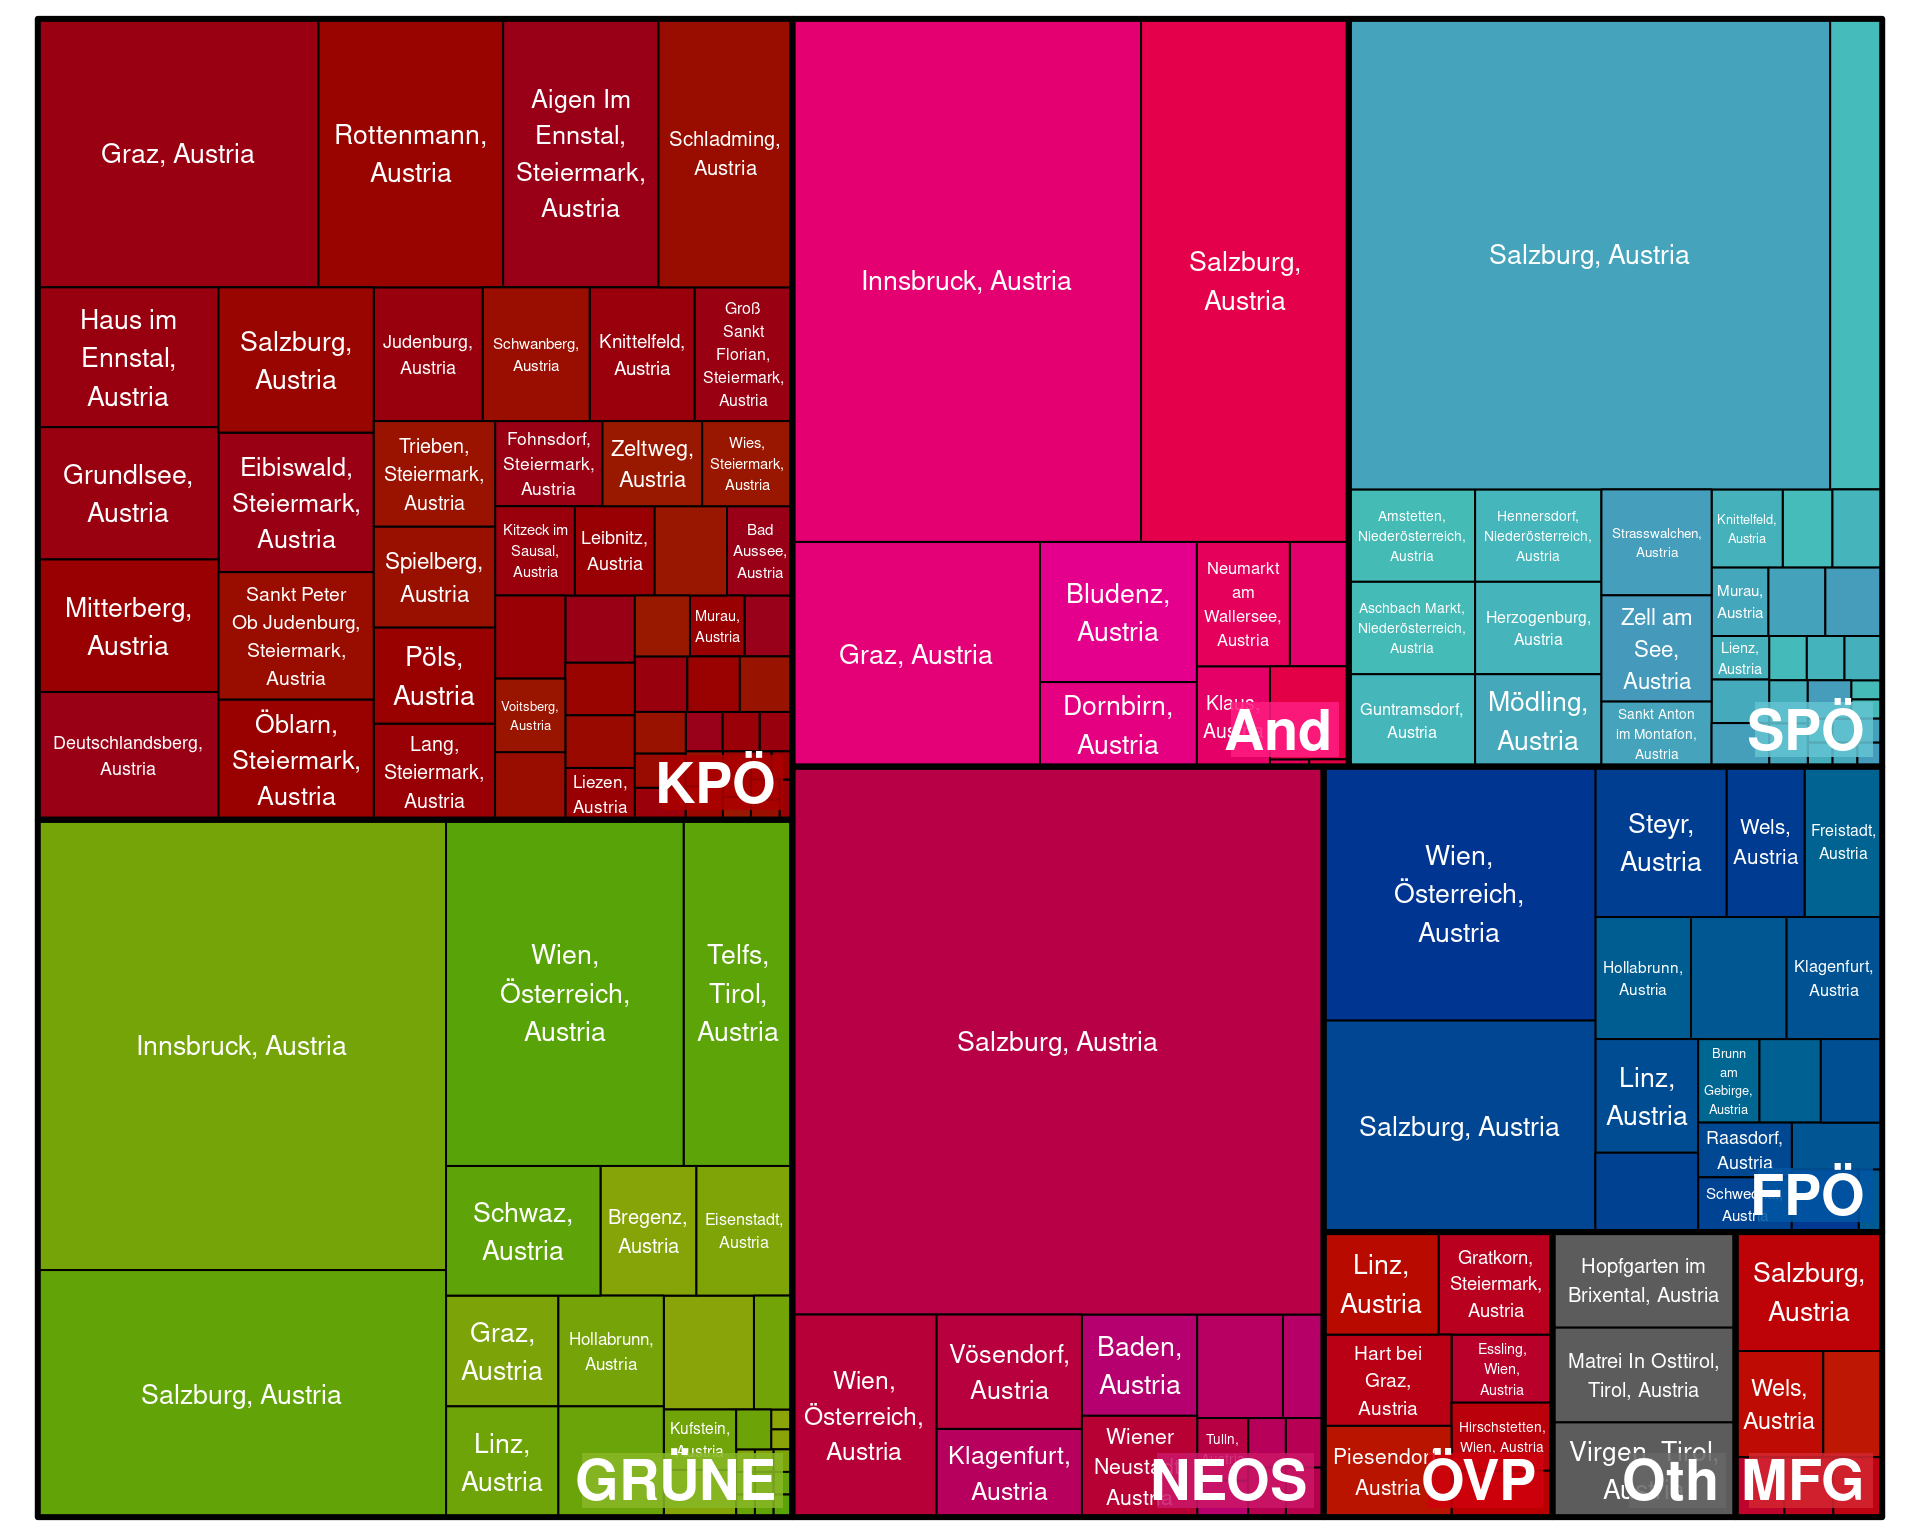 Graz, Austria
Rottenmann,
Austria
Aigen Im
Ennstal,
Steiermark,
Austria
Schladming,
Austria
Haus im
Ennstal,
Austria
Salzburg,
Austria
Judenburg,
Austria
Schwanberg,
Austria
Knittelfeld,
Austria
Groß
Sankt
Florian,
Steiermark,
Austria
Grundlsee,
Austria
Eibiswald,
Steiermark,
Austria
Trieben,
Steiermark,
Austria
Fohnsdorf,
Steiermark,
Austria
Zeltweg,
Austria
Wies,
Steiermark,
Austria
Kitzeck im
Sausal,
Austria
Leibnitz,
Austria
Bad
Aussee,
Austria
Spielberg,
Austria
Mitterberg,
Austria
Sankt Peter
Ob Judenburg,
Steiermark,
Austria
Pöls,
Austria
Murau,
Austria
Deutschlandsberg,
Austria
Öblarn,
Steiermark,
Austria
Lang,
Steiermark,
Austria
Voitsberg,
Austria
Liezen,
Austria
KPÖ
Innsbruck, Austria
Salzburg,
Austria
Graz, Austria
Bludenz,
Austria
Dornbirn,
Austria
Neumarkt
am
Wallersee,
Austria
Klaus,
And
Salzburg, Austria
Amstetten,
Niederösterreich,
Austria
Hennersdorf,
Niederösterreich,
Austria
Strasswalchen,
Austria
Knittelfeld,
Austria
Aschbach Markt,
Niederösterreich,
Austria
Herzogenburg,
Austria
Zell am
See,
Austria
Murau,
Austria
Lienz,
Austria
Guntramsdorf,
Austria
Mödling,
Austria
Sankt Anton
im Montafon,
Austria
SPÖ
Innsbruck, Austria
Wien,
Österreich,
Austria
Telfs,
Tirol,
Austria
Salzburg, Austria
Schwaz,
Austria
Bregenz,
Austria
Eisenstadt,
Austria
Graz,
Austria
Hollabrunn,
Austria
Linz,
Austria
Kufstein,
Austria
GRÜNE
Salzburg, Austria
Wien,
Österreich,
Austria
Vösendorf,
Austria
Klagenfurt,
Austria
Baden,
Austria
Wiener
Neustadt,
Austria
Tulln,
NEOS
Wien,
Österreich,
Austria
Steyr,
Austria
Wels,
Austria
Freistadt,
Austria
Hollabrunn,
Austria
Klagenfurt,
Austria
Salzburg, Austria
Linz,
Austria
Brunn
am
Gebirge,
Austria
Raasdorf,
Austria
Austria
FPÖ
Linz,
Austria
Gratkorn,
Steiermark,
Austria
Hart bei
Graz,
Austria
Essling,
Wien,
Austria
Hirschstetten,
Wien, Austria
Piesendorf,
Austria
ÖVP
Hopfgarten im
Brixental, Austria
Matrei In Osttirol,
Tirol, Austria
Virgen, Tirol,
Austria
Oth
Salzburg,
Austria
Wels,
Austria
MFG